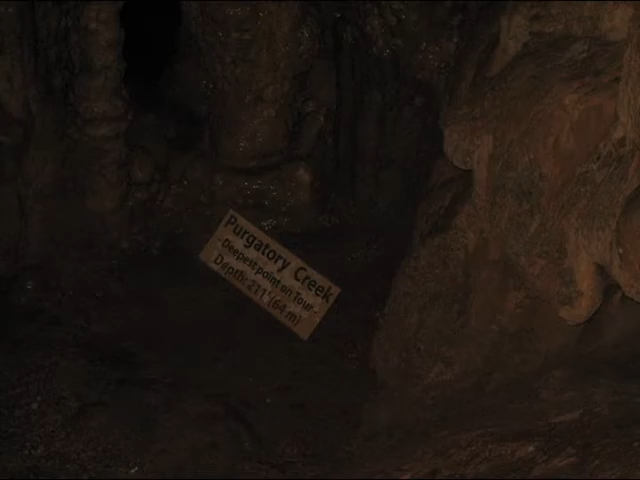 Purgatory Creek
-Deepest point on Tour-
Depth: 211' (64 m)